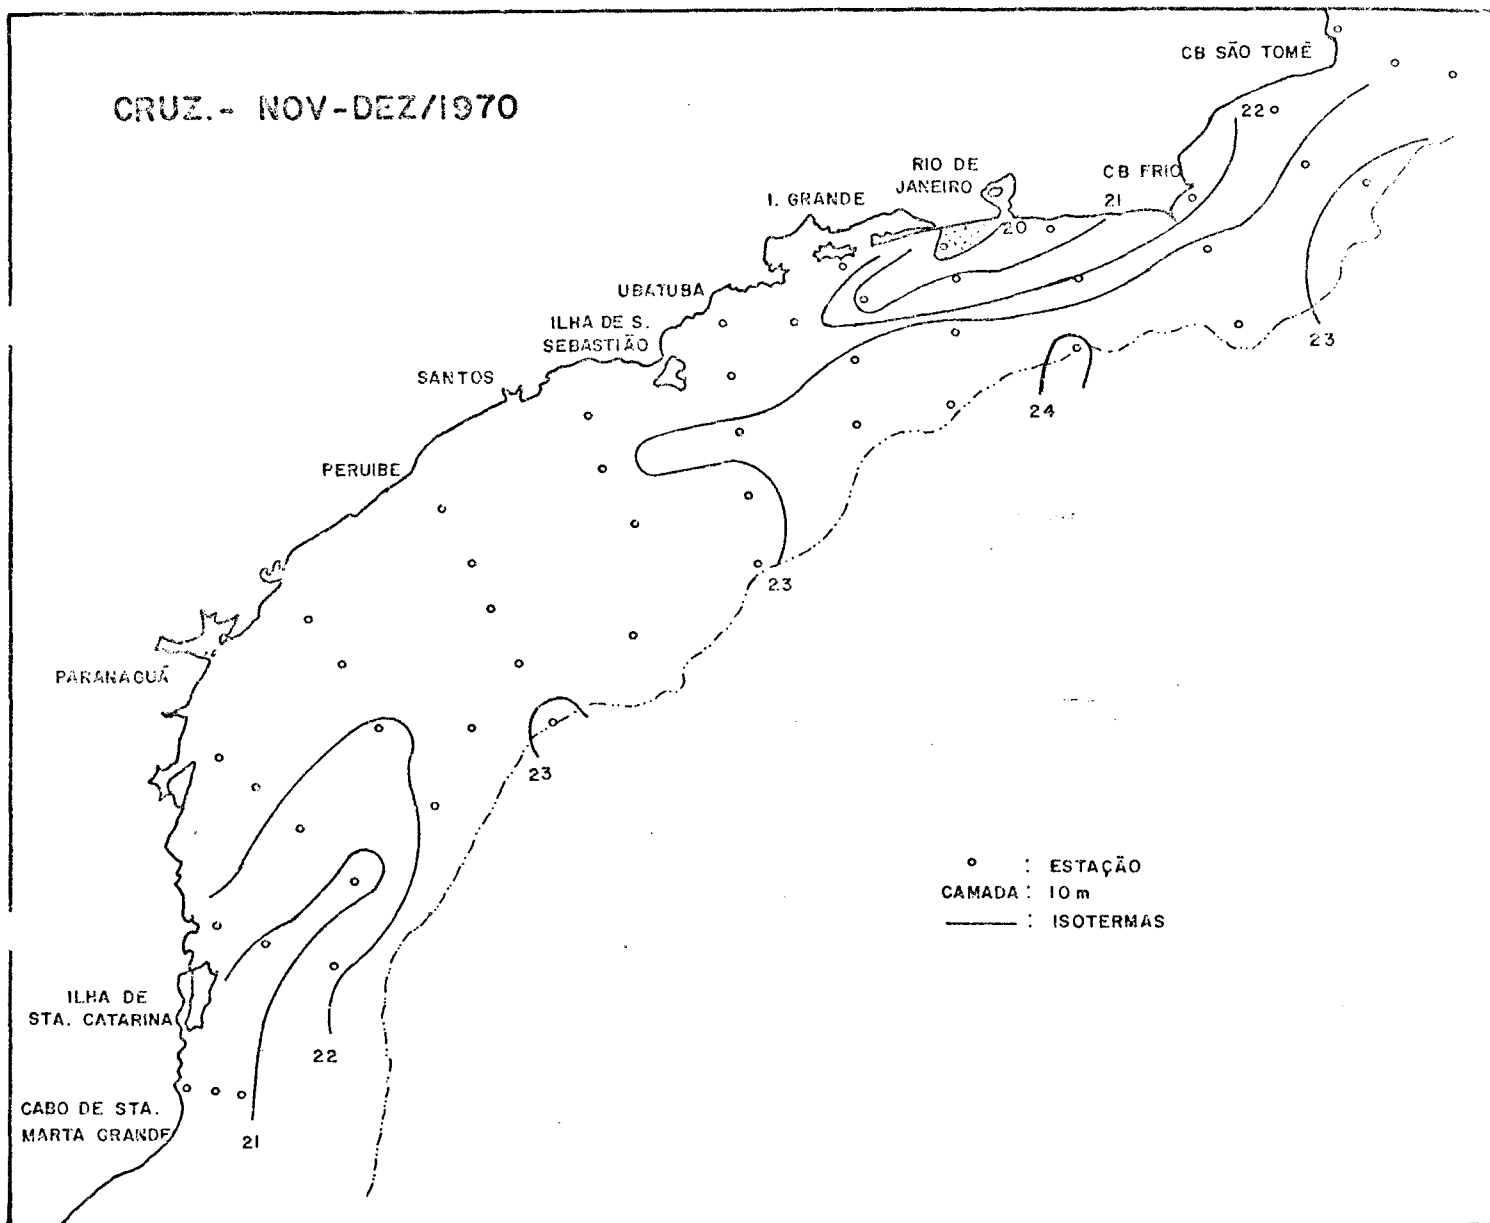 CRUZ.- NOV-DEZ/1970
CB SÃO TOMÉ
22
RIO DE
JANEIRO
CB FRIO
21
I. GRANDE
20
UBATUBA
ILHA DE S.
SEBASTIÃO
23
SANTOS
24
PERUIBE
23
PARANAGUÁ
23
ESTAÇÃO
CAMADA : 10 m
: ISOTERMAS
ILHA DE
STA. CATARINA
22
CABO DE STA.
MARTA GRANDE
21